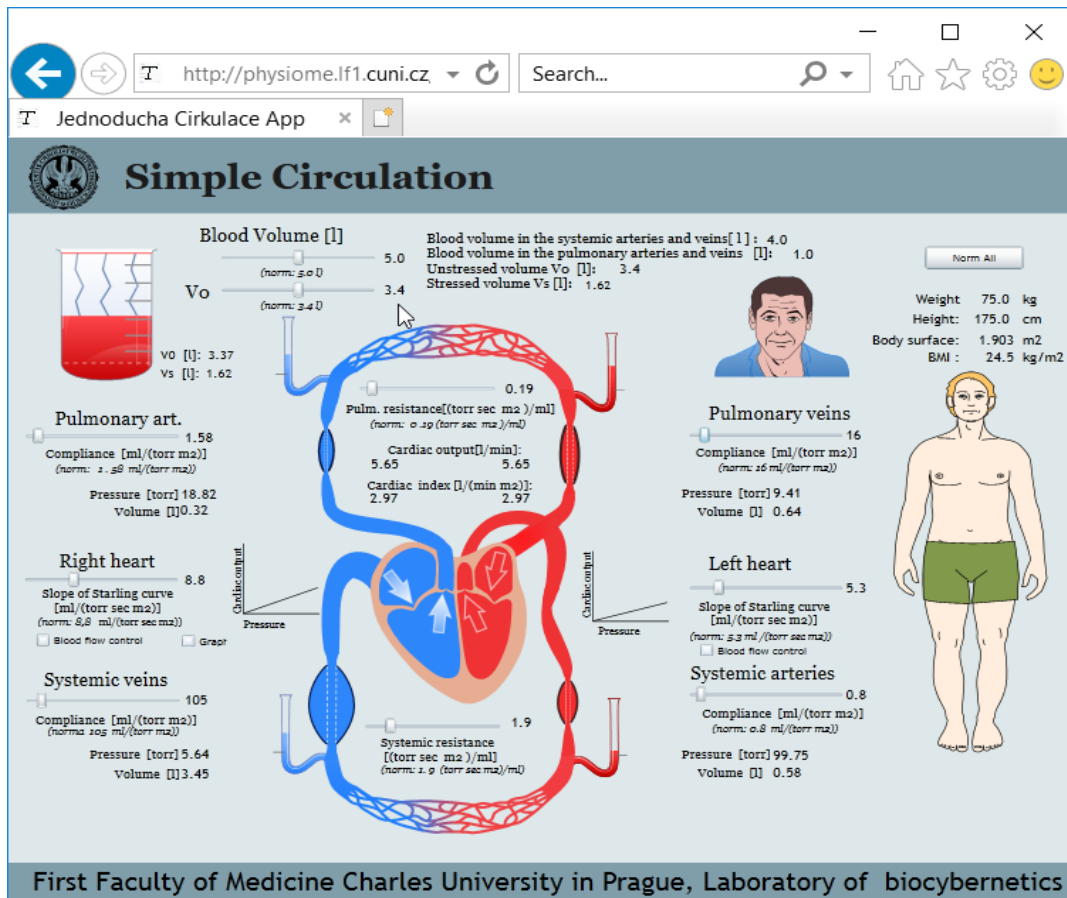 http://physiome.lf1.cuni.cz,
Search...
Jednoducha Cirkulace App
Simple Circulation
Blood Volume [l]
5.0
(norm: 5.0 l)
Vo
3.4
(norm: 3.4 l)
Blood volume in the systemic arteries and veins[ l ] : 4.0
Blood volume in the pulmonary arteries and veins [l]: 1.0
Unstressed volume Vo [l]: 3.4
Stressed volume Vs [l]: 1.62
Norm All
Weight 75.0 kg
Height: 175.0 cm
Body surface: 1.903 m2
BMI : 24.5 kg/m2
V0 [l]: 3.37
Vs [l]: 1.62
0.19
Pulm. resistance[(torr sec m2 )/ml]
(norm: 0.19 (torr sec m2 )/ml)
Cardiac output[l/min]:
5.65 5.65
Cardiac index [l/(min m2)]:
2.97 2.97
Pulmonary art.
1.58
Compliance [ml/(torr m2)]
(norm: 1.58 ml/(torr m2))
Pressure [torr] 18.82
Volume [l]0.32
Pulmonary veins
16
Compliance [ml/(torr m2)]
(norm: 16 ml/(torr m2))
Pressure [torr] 9.41
Volume [l] 0.64
Right heart
8.8
Slope of Starling curve
[ml/(torr sec m2)]
(norm: 8,8 ml/(torr sec m2))
Blood flow control
Grapł
Cardiac output
Pressure
Cardiac output
Pressure
Left heart
5.3
Slope of Starling curve
[ml/(torr sec m2)]
(norm: 5.3 ml /(torr sec m2))
Blood flow control
Systemic veins
105
Compliance [ml/(torr m2)]
(norma 105 ml/(torr m2))
Pressure [torr] 5.64
Volume [l]3.45
1.9
Systemic resistance
[(torr sec m2 )/ml]
(norm: 1.9 (torr sec m2)/ml)
Systemic arteries
0.8
Compliance [ml/(torr m2)]
(norm: 0.8 ml/(torr m2))
Pressure [torr] 99.75
Volume [l] 0.58
First Faculty of Medicine Charles University in Prague, Laboratory of biocybernetics